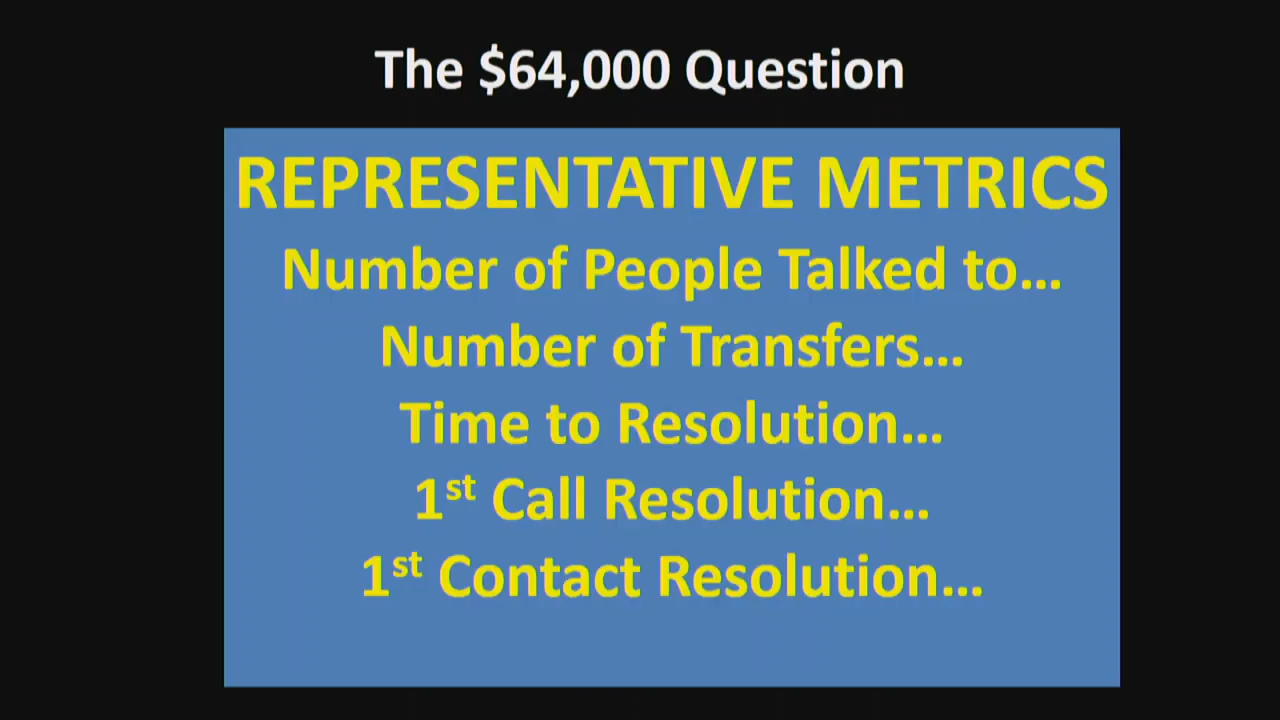 The $64,000 Question
REPRESENTATIVE METRICS
Number of People Talked to…
Number of Transfers…
Time to Resolution…
1st Call Resolution…
1st Contact Resolution…